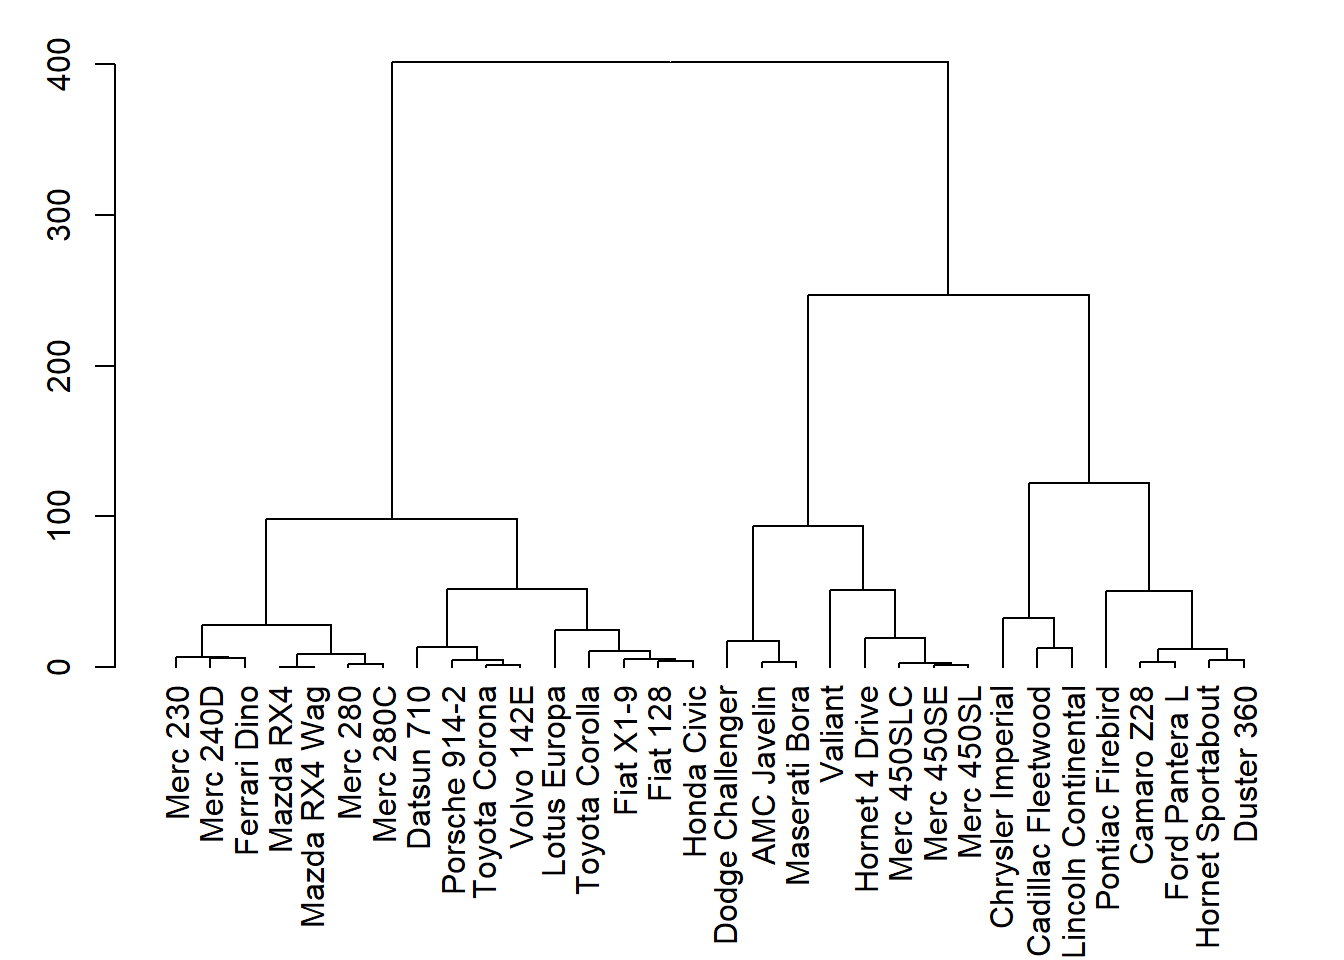 400
300
200
100
0
Merc 230
Merc 240D
Ferrari Dino
Mazda RX4
Mazda RX4 Wag
Merc 280
Merc 280C
Datsun 710
Porsche 914-2
Toyota Corona
Volvo 142E
Lotus Europa
Toyota Corolla
Fiat X1-9
Fiat 128
Honda Civic
Dodge Challenger
AMC Javelin
Maserati Bora
Valiant
Hornet 4 Drive
Merc 450SLC
Merc 450SE
Merc 450SL
Chrysler Imperial
Cadillac Fleetwood
Lincoln Continental
Pontiac Firebird
Camaro Z28
Ford Pantera L
Hornet Sportabout
Duster 360